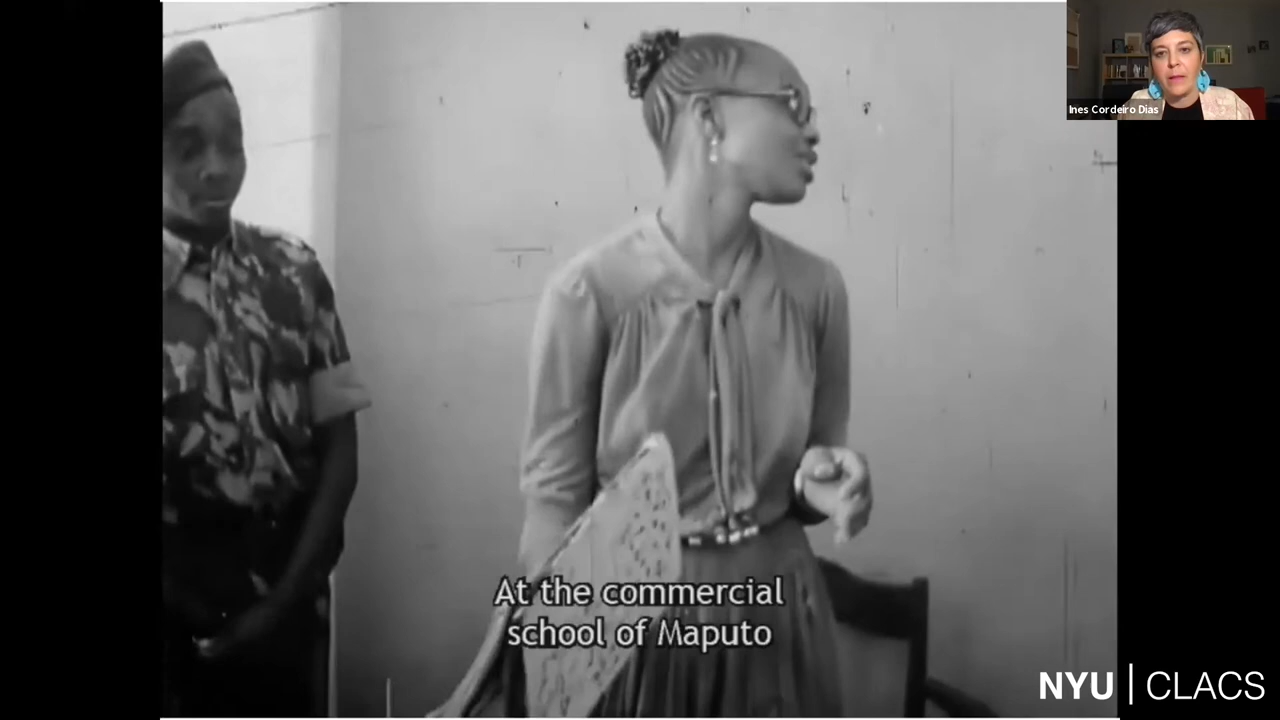 Ines Cordeiro Dias
At the commercial
school of Maputo
NYU | CLACS